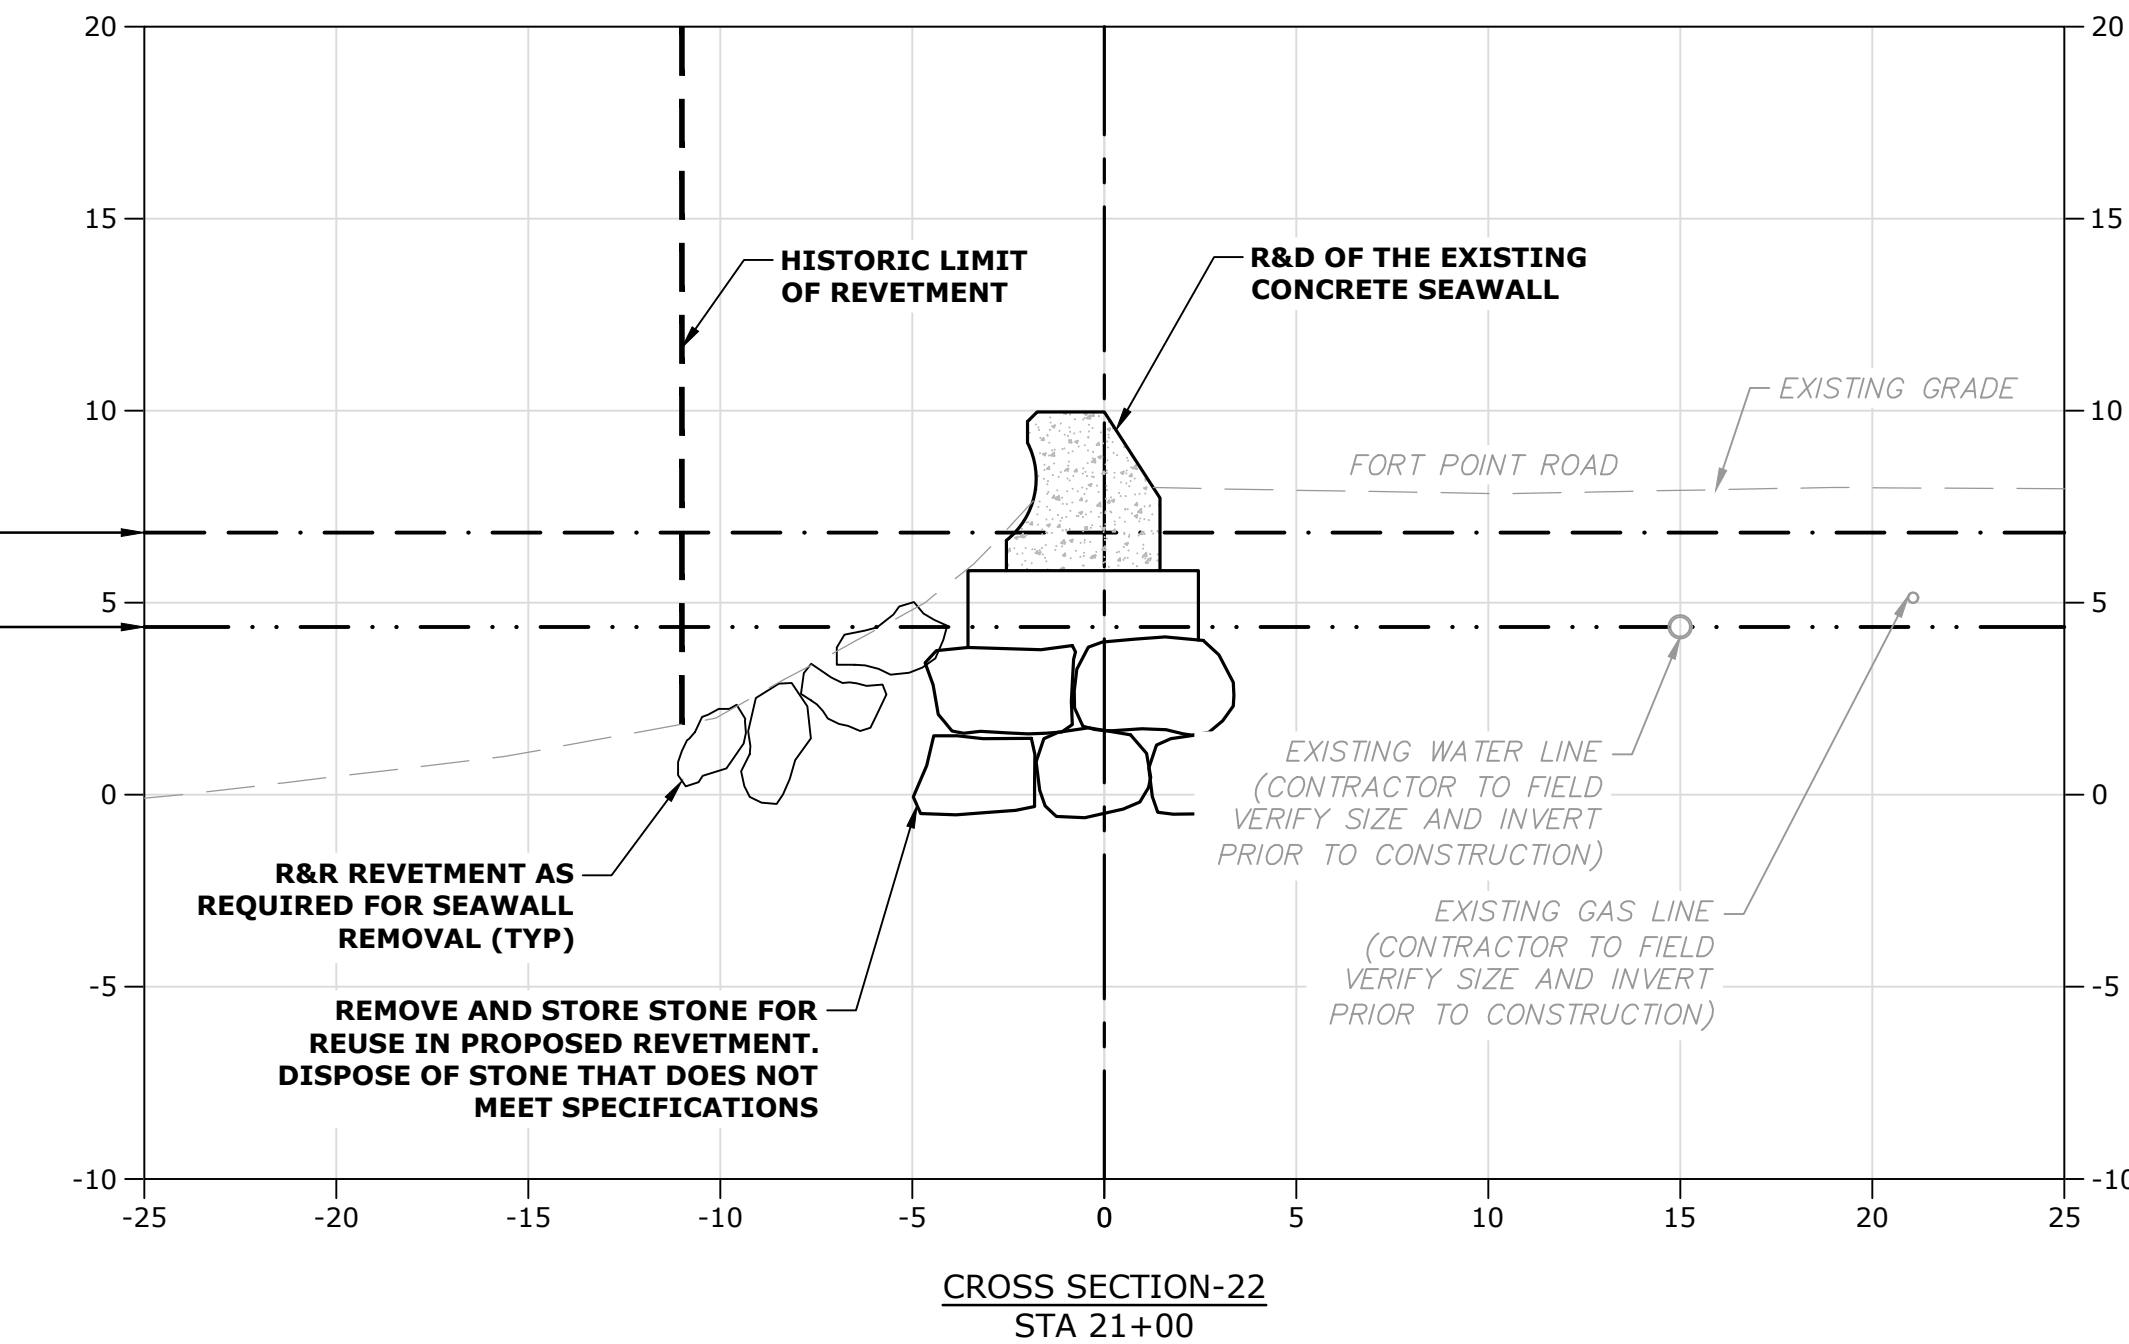 20
20
15
15
HISTORIC LIMIT
OF REVETMENT
R&D OF THE EXISTING
CONCRETE SEAWALL
10
10
EXISTING GRADE
FORT POINT ROAD
5
5
0
0
EXISTING WATER LINE
(CONTRACTOR TO FIELD
VERIFY SIZE AND INVERT
PRIOR TO CONSTRUCTION)
R&R REVETMENT AS
REQUIRED FOR SEAWALL
REMOVAL (TYP)
EXISTING GAS LINE
(CONTRACTOR TO FIELD
VERIFY SIZE AND INVERT
PRIOR TO CONSTRUCTION)
-5
-5
REMOVE AND STORE STONE FOR
REUSE IN PROPOSED REVETMENT.
DISPOSE OF STONE THAT DOES NOT
MEET SPECIFICATIONS
-10
-10
-25 -20 -15 -10 -5 0 5 10 15 20 25
CROSS SECTION-22
STA 21+00